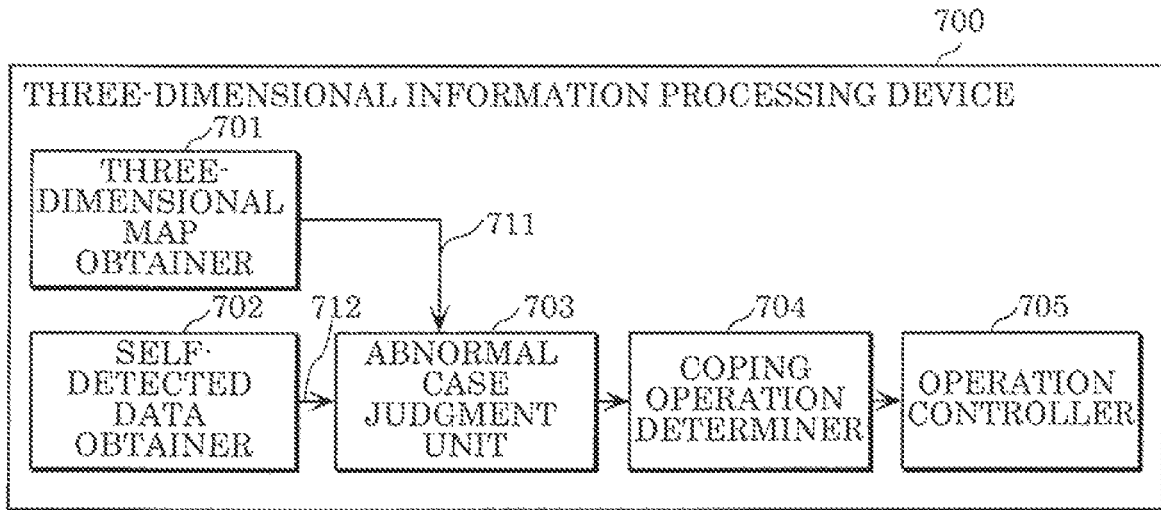 700
THREE-DIMENSIONAL INFORMATION PROCESSING DEVICE
701
THREE-
DIMENSIONAL
MAP
OBTAINER
711
702
SELF-
DETECTED
DATA
OBTAINER
712
703
ABNORMAL
CASE
JUDGMENT
UNIT
704
COPING
OPERATION
DETERMINER
705
OPERATION
CONTROLLER